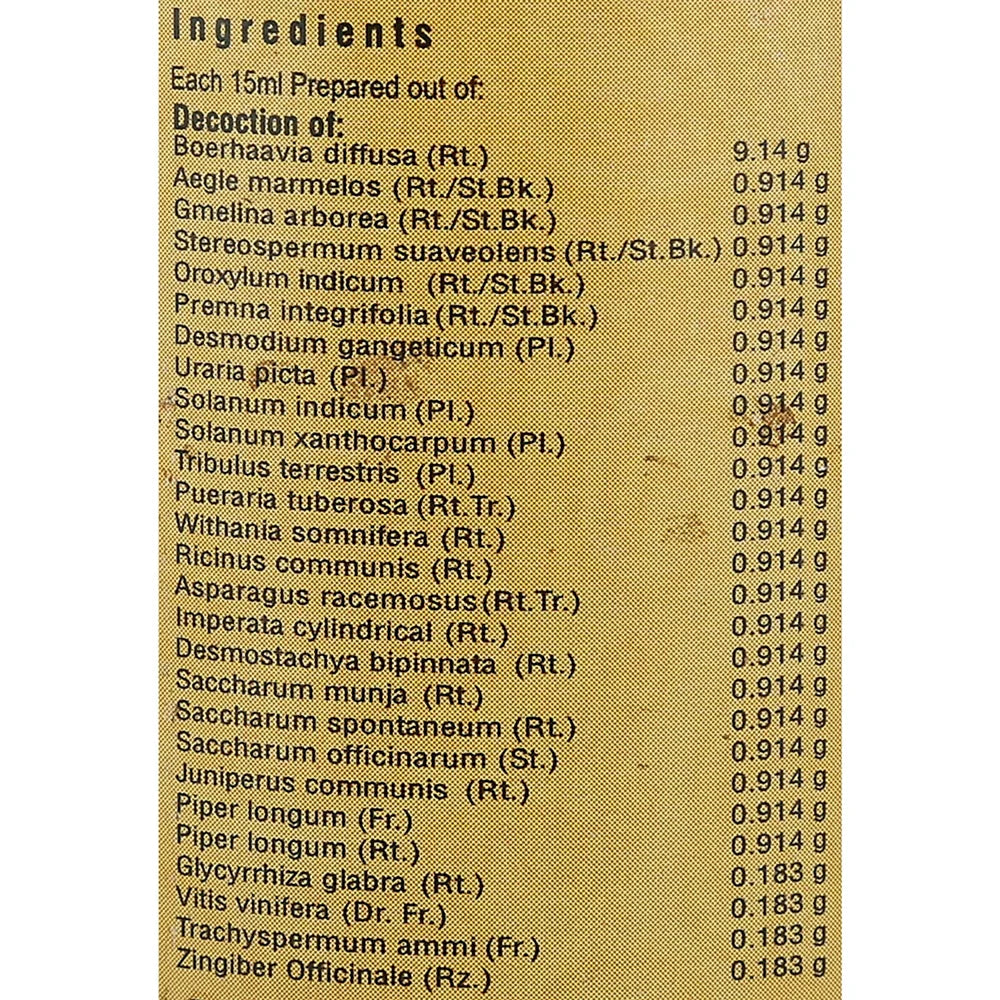 Ingredients
Each 15ml Prepared out of:
Decoction of:
Boerhaavia diffusa (Rt.) 9.14 g
Aegle marmelos (Rt./St.Bk.) 0.914 g
Gmelina arborea (Rt./St.Bk.) 0.914 g
Stereospermum suaveolens (Rt./St.Bk.) 0.914 g
Oroxylum indicum (Rt./St.Bk.) 0.914 g
Premna integrifolia (Rt./St.Bk.) 0.914 g
Desmodium gangeticum (Pl.) 0.914 g
Uraria picta (Pl.) 0.914 g
Solanum indicum (Pl.) 0.914 g
Solanum xanthocarpum (Pl.) 0.914 g
Tribulus terrestris (Pl.) 0.914 g
Pueraria tuberosa (Rt.Tr.) 0.914 g
Withania somnifera (Rt.) 0.914 g
Ricinus communis (Rt.) 0.914 g
Asparagus racemosus (Rt.Tr.) 0.914 g
Imperata cylindrical (Rt.) 0.914 g
Desmostachya bipinnata (Rt.) 0.914 g
Saccharum munja (Rt.) 0.914 g
Saccharum spontaneum (Rt.) 0.914 g
Saccharum officinarum (St.) 0.914 g
Juniperus communis (Rt.) 0.914 g
Piper longum (Fr.) 0.914 g
Piper longum (Rt.) 0.914 g
Glycyrrhiza glabra (Rt.) 0.183 g
Vitis vinifera (Dr. Fr.) 0.183 g
Trachyspermum ammi (Fr.) 0.183 g
Zingiber Officinale (Rz.) 0.183 g